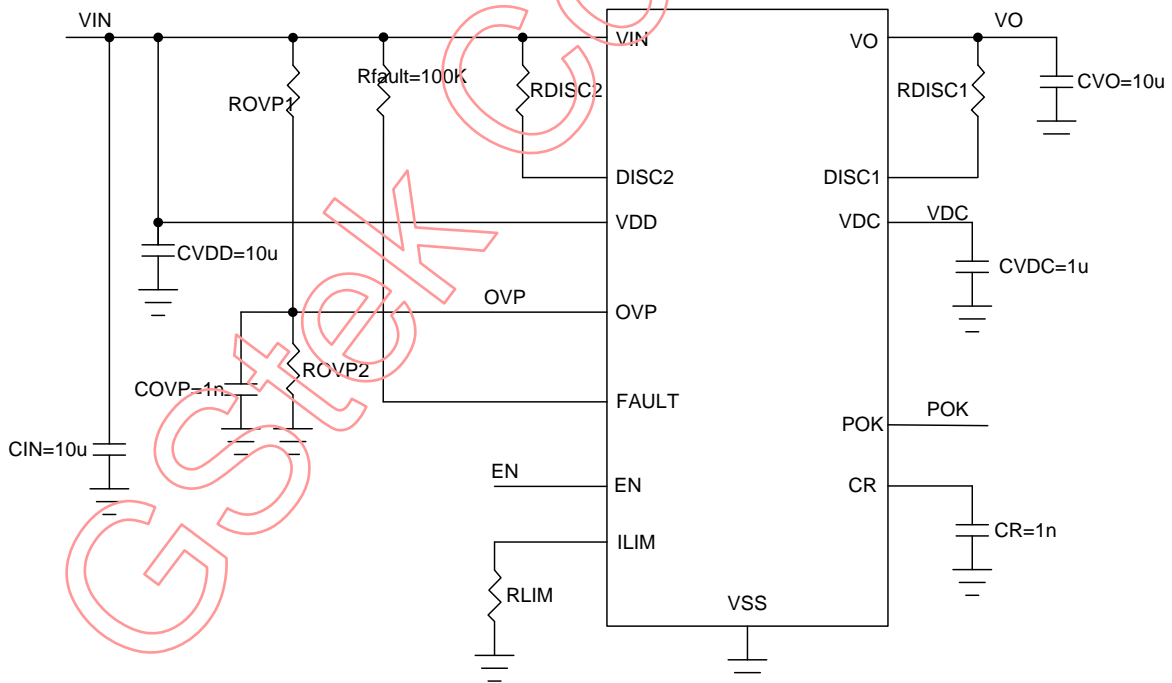 VIN
VO
VIN
VO
Rfault=100K
ROVP1
RDISC2
RDISC1
CVO=10u
DISC2
DISC1
VDD
VDC
VDC
CVDD=10u
CVDC=1u
OVP
OVP
ROVP2
COVP=1n
FAULT
POK
POK
CIN=10u
EN
EN
CR
CR=1n
ILIM
RLIM
VSS
Gstek Co